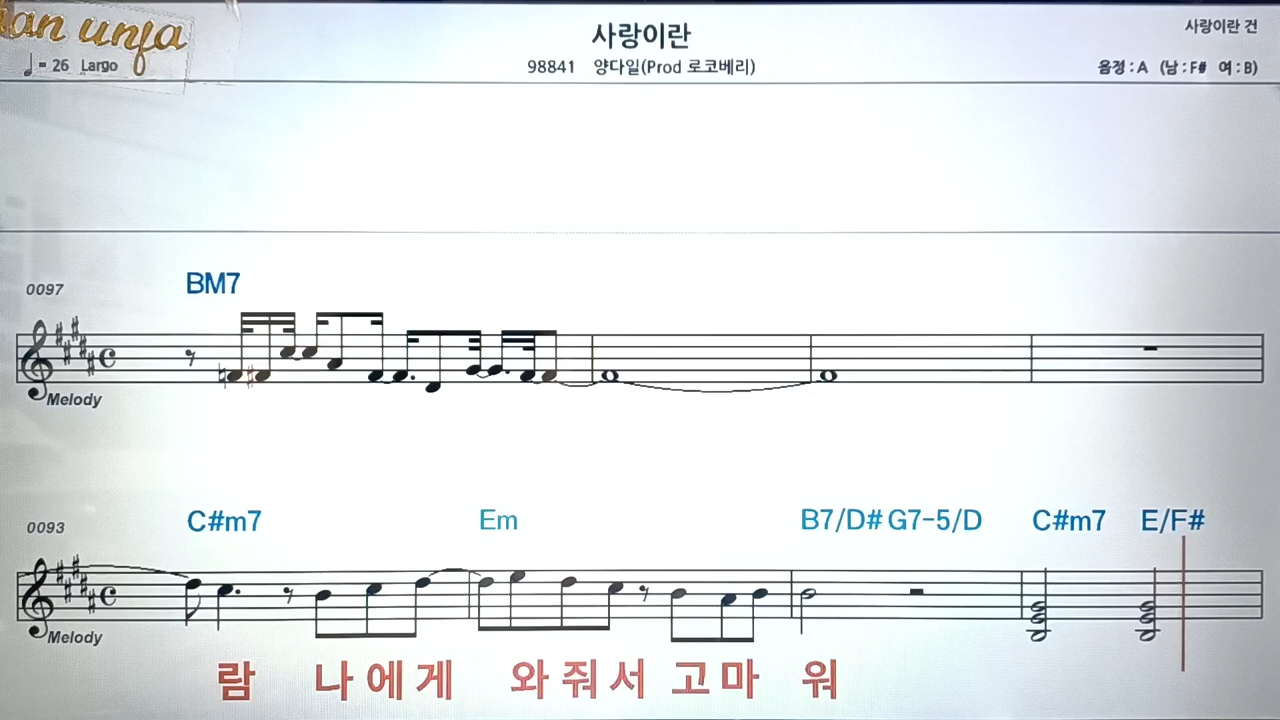 사랑이란
사랑이란 건
♩= 26 Largo
98841 양다일(Prod 로코베리)
음정 : A (남 : F# 여 : B)
0097
BM7
Melody
0093
C#m7 Em B7/D# G7-5/D C#m7 E/F#
Melody
람 나에게 와줘서 고마 워